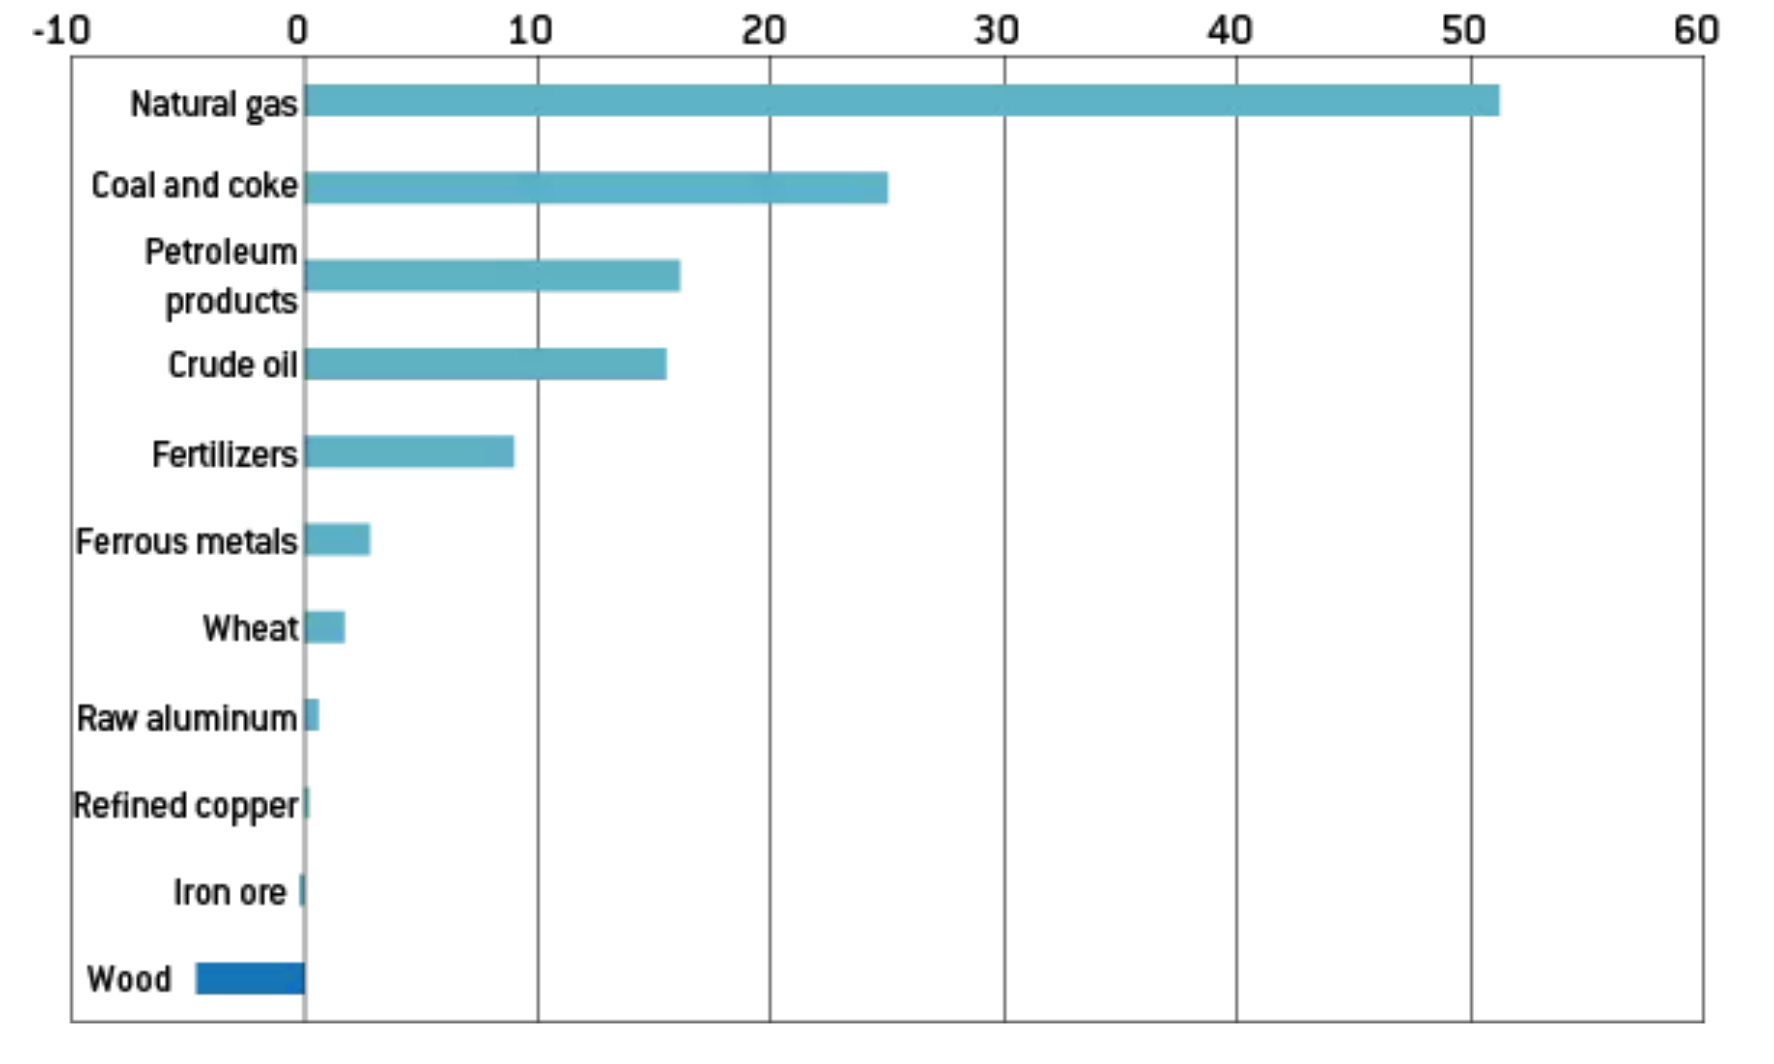 -10 0 10 20 30 40 50 60
Natural gas
Coal and coke
Petroleum
products
Crude oil
Fertilizers
Ferrous metals
Wheat
Raw aluminum
Refined copper
Iron ore
Wood